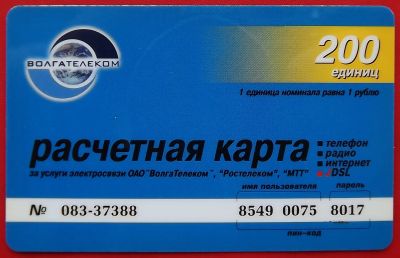 ВОЛГАТЕЛЕКОМ
200
единиц
1 единица номинала равна 1 рублю
расчетная карта
за услуги электросвязи ОАО "ВолгаТелеком", "Ростелеком", "МТТ"
телефон
радио
интернет
DSL
имя пользователя пароль
№ 083-37388 8549 0075 8017
пин-код